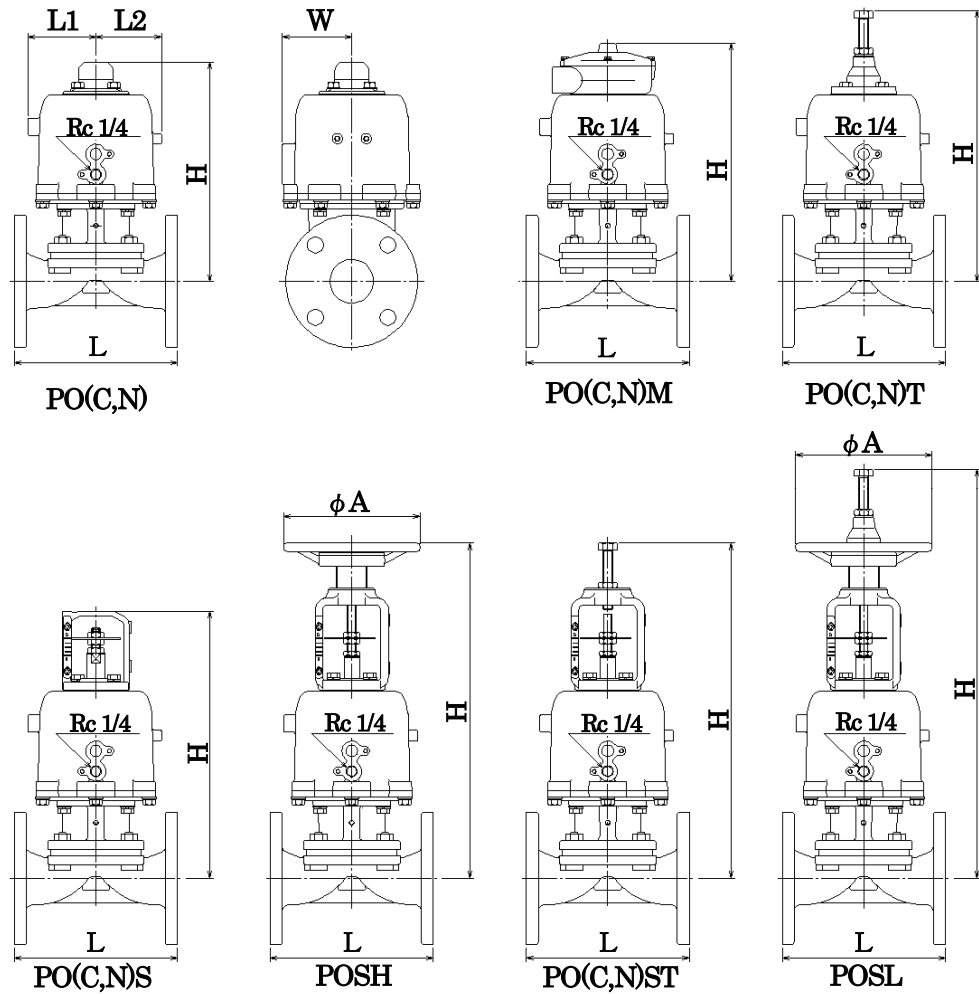 L1 L2 W
Rc 1/4 H Rc 1/4 H Rc 1/4 H
L L L
PO(C,N) PO(C,N)M PO(C,N)T
φA φA
Rc 1/4 H Rc 1/4 H Rc 1/4 H Rc 1/4 H
L L L L
PO(C,N)S POSH PO(C,N)ST POSL